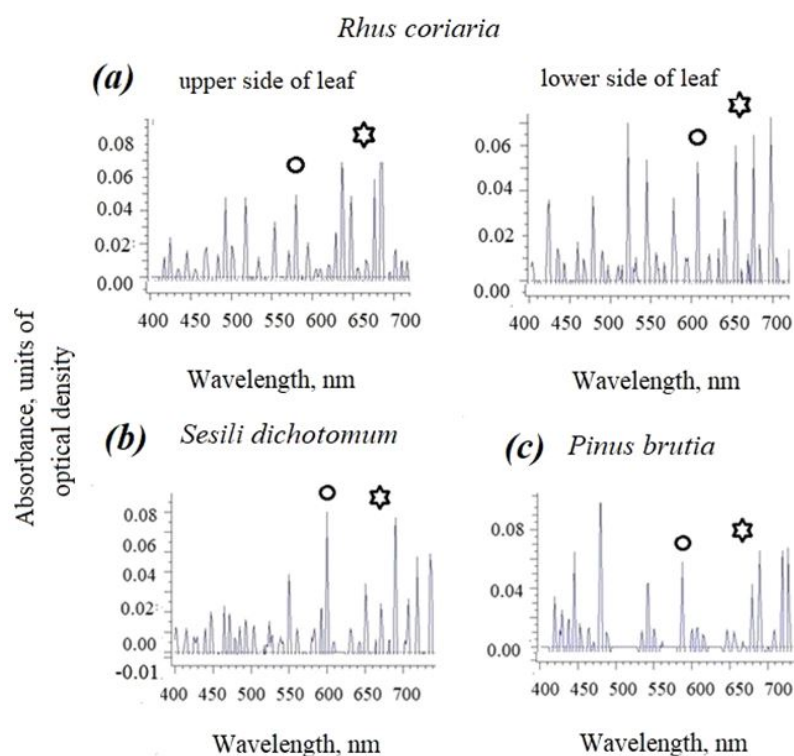 Rhus coriaria
(a)
upper side of leaf
lower side of leaf
0.08
0.06
0.04
0.02
0.00
400 450 500 550 600 650 700
Wavelength, nm
0.06
0.04
0.02
0.00
400 450 500 550 600 650 700
Wavelength, nm
Absorbance, units of
optical density
(b) Sesili dichotomum
0.08
0.06
0.04
0.02
0.00
-0.01
400 450 500 550 600 650 700
Wavelength, nm
(c) Pinus brutia
0.08
0.04
0.00
400 450 500 550 600 650 700
Wavelength, nm